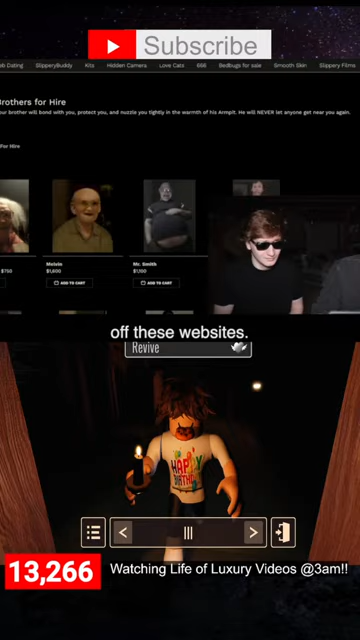 Subscribe
ob Dating SlipperyBuddy Kits Hidden Camera Love Cats 666 Bedbugs for sale Smooth Skin Slippery Films
Brothers for Hire
our brother will bond with you, protect you, and nuzzle you tightly in the warmth of his Armpit. He will NEVER let anyone get near you again.
For Hire
Melvin
Mr. Smith
$750
$1,600
$1,150
ADD TO CART
ADD TO CART
off these websites.
Revive
HAPPY
BIRTHD
13,266
Watching Life of Luxury Videos @3am!!